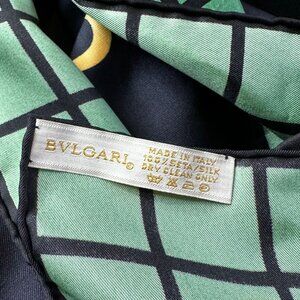 BVLGARI®
MADE IN ITALY
100% SETA/SILK
DRY CLEAN ONLY